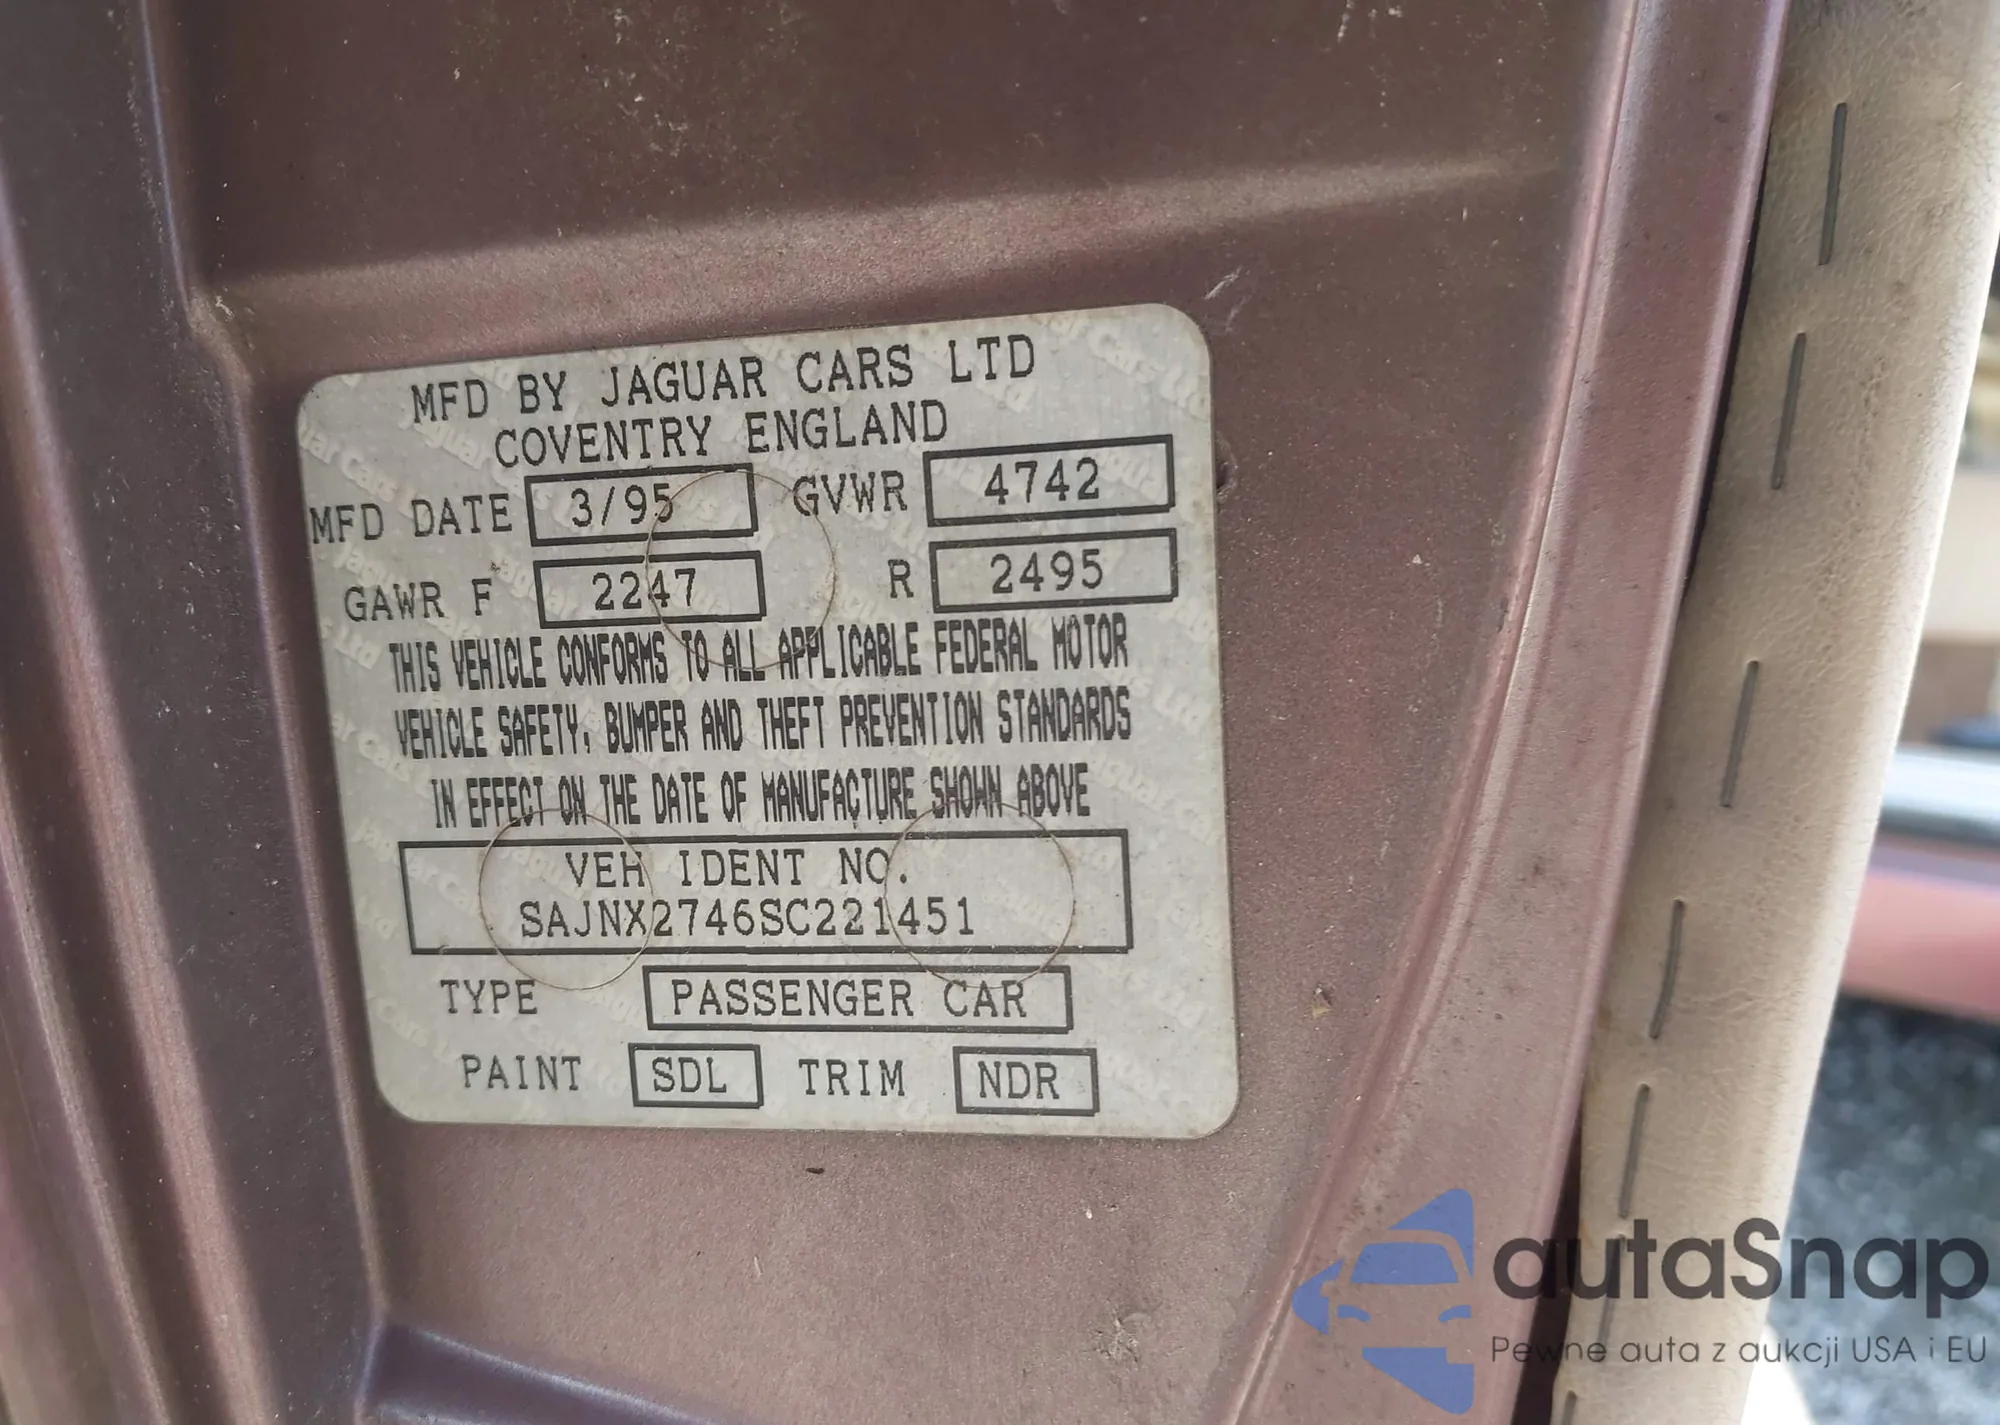 MFD BY JAGUAR CARS LTD
COVENTRY ENGLAND
MFD DATE 3/95 GVWR 4742
GAWR F 2247 R 2495
THIS VEHICLE CONFORMS TO ALL APPLICABLE FEDERAL MOTOR
VEHICLE SAFETY, BUMPER AND THEFT PREVENTION STANDARDS
IN EFFECT ON THE DATE OF MANUFACTURE SHOWN ABOVE
VEH IDENT NO.
SAJNX2746SC221451
TYPE PASSENGER CAR
PAINT SDL TRIM NDR
autaSnap
Pewne auta z aukcji USA i EU